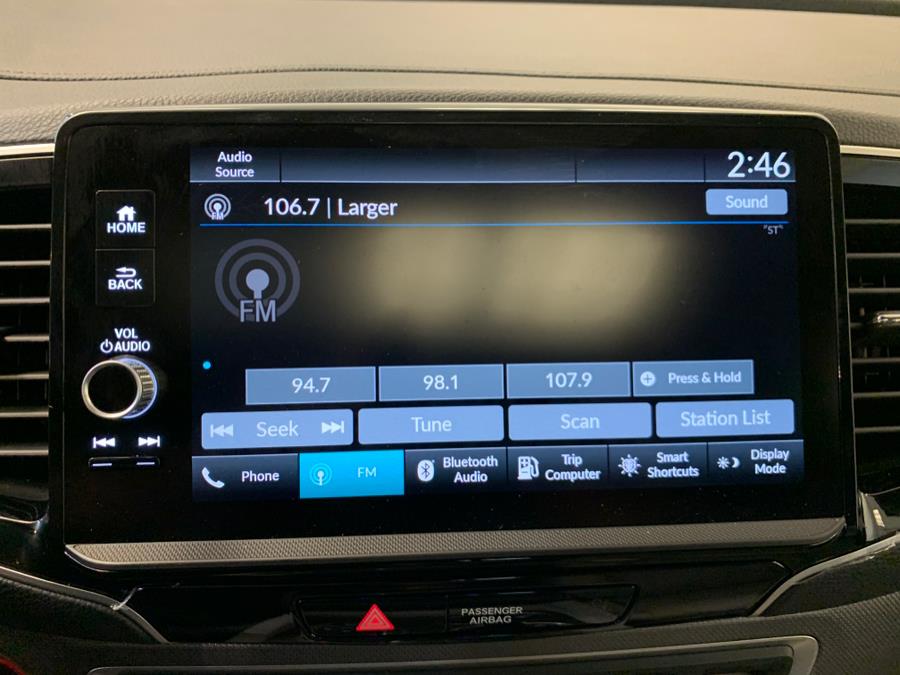 Audio
Source
2:46
FM
106.7 | Larger
Sound
"ST"
FM
HOME
BACK
VOL
AUDIO
94.7
98.1
107.9
Press & Hold
Seek
Tune
Scan
Station List
Phone
FM
Bluetooth
Audio
Trip
Computer
Smart
Shortcuts
Display
Mode
PASSENGER
AIRBAG